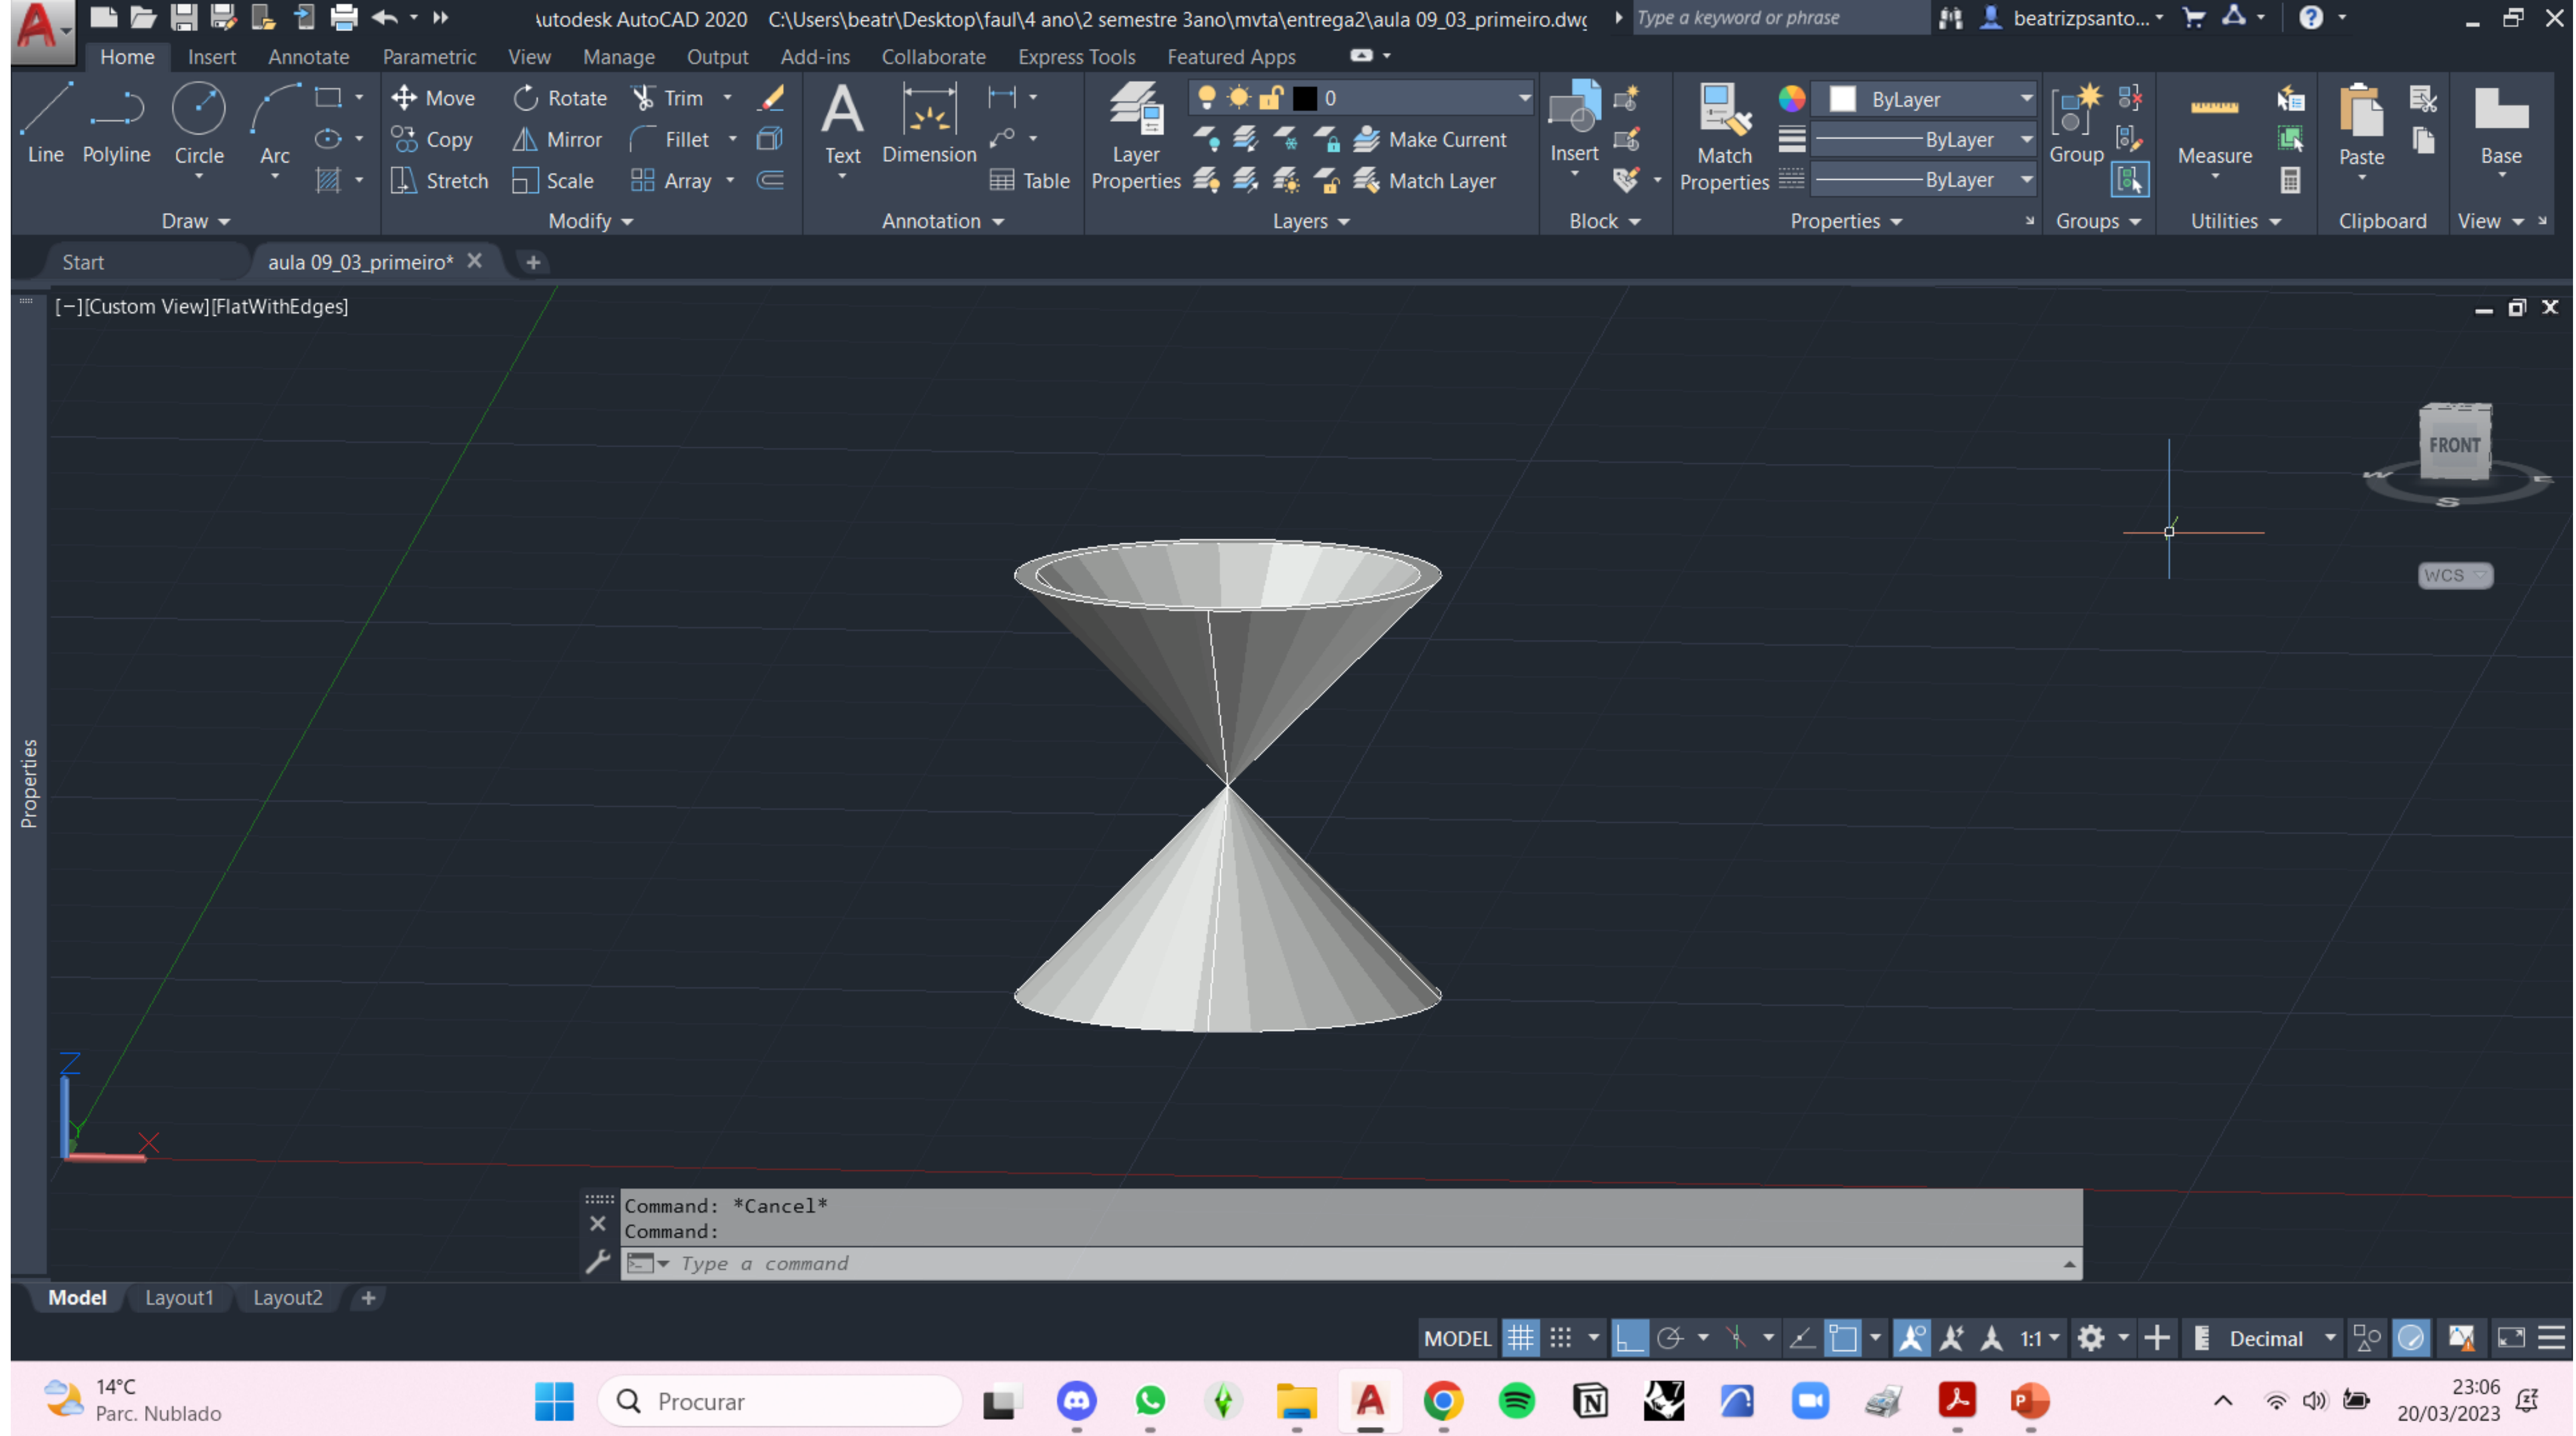 \utodesk AutoCAD 2020 C:\Users\beatr\Desktop\faul\4 ano\2 semestre 3ano\mvta\entrega2\aula 09_03_primeiro.dwg Type a keyword or phrase beatrizpsanto...
Home Insert Annotate Parametric View Manage Output Add-ins Collaborate Express Tools Featured Apps
Line Polyline Circle Arc
Move Rotate Trim
Copy Mirror Fillet
Stretch Scale Array
Text Dimension Table
Layer Properties
0
Make Current
Match Layer
Insert
Match Properties
ByLayer
ByLayer
ByLayer
Group
Measure
Paste
Base
Draw Modify Annotation Layers Block Properties Groups Utilities Clipboard View
Start aula 09_03_primeiro*
[−][Custom View][FlatWithEdges]
FRONT
W S E
WCS
Properties
Z
Y
X
Command: *Cancel*
Command:
Type a command
Model Layout1 Layout2
MODEL 1:1 Decimal
14°C
Parc. Nublado
Procurar
23:06
20/03/2023